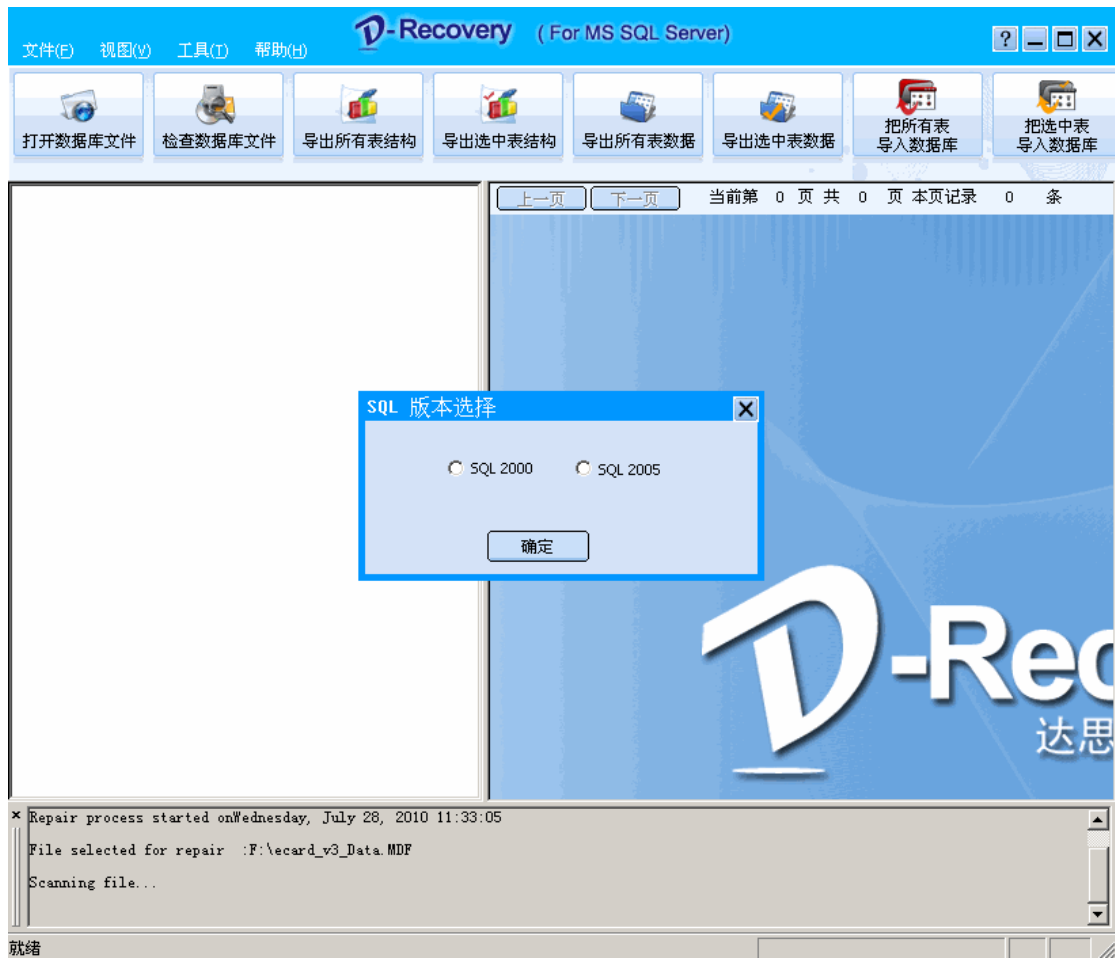 D-Recovery (For MS SQL Server)
文件(F) 视图(V) 工具(T) 帮助(H)
打开数据库文件
检查数据库文件
导出所有表结构
导出选中表结构
导出所有表数据
导出选中表数据
把所有表
导入数据库
把选中表
导入数据库
上一页 下一页 当前第 0 页 共 0 页 本页记录 0 条
SQL 版本选择
SQL 2000 SQL 2005
确定
D-Rec
达思
Repair process started onWednesday, July 28, 2010 11:33:05
File selected for repair :F:\ecard_v3_Data.MDF
Scanning file...
就绪